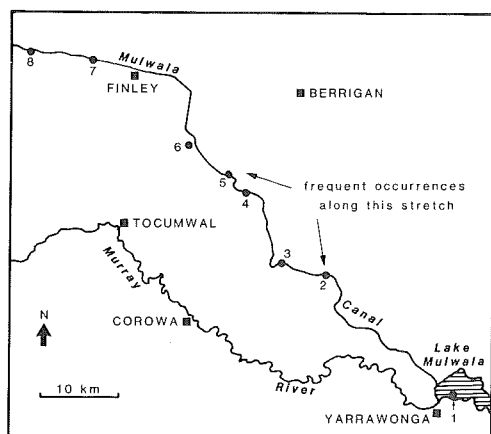 8
7
Mulwala
FINLEY
BERRIGAN
6
5
4
frequent occurrences
along this stretch
TOCUMWAL
Murray
3
2
N
COROWA
Canal
Lake
Mulwala
10 km
River
YARRAWONGA
1